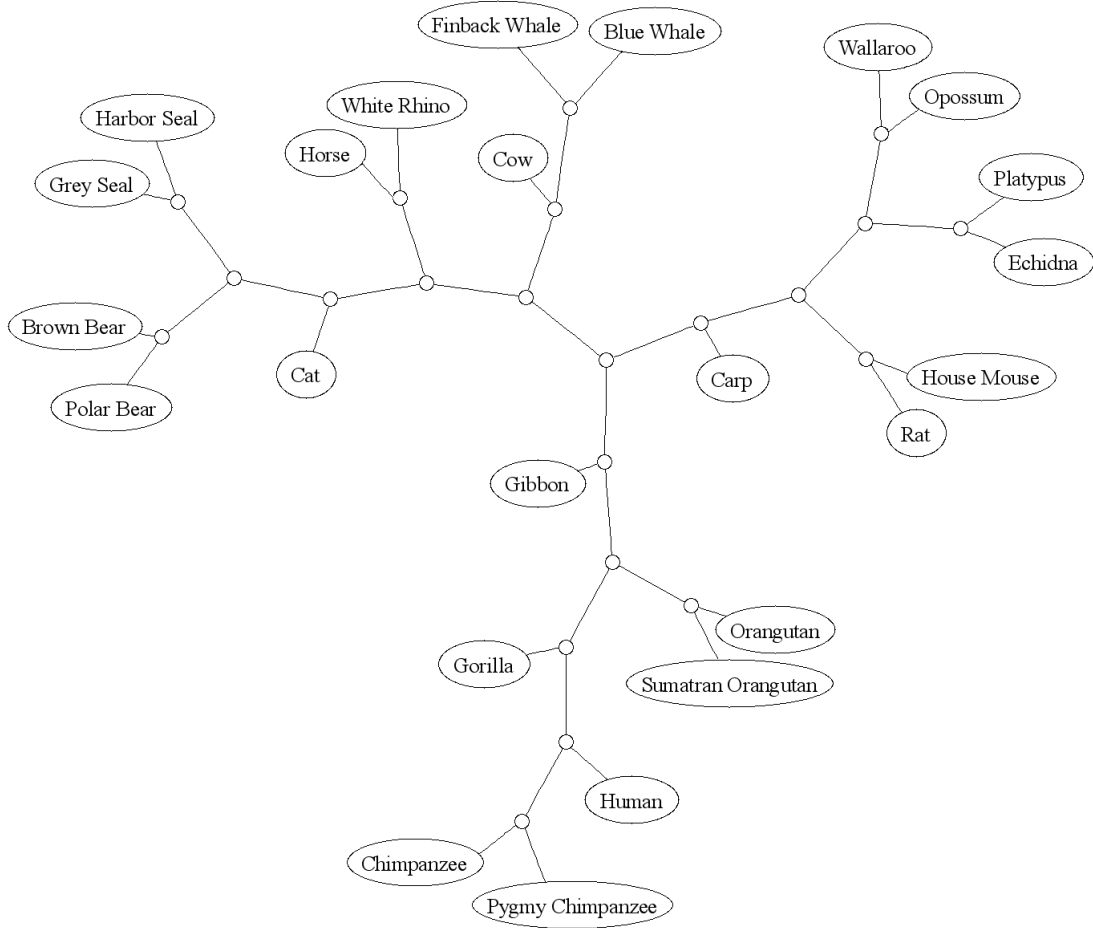 Finback Whale
Blue Whale
Wallaroo
Opossum
White Rhino
Harbor Seal
Horse
Cow
Grey Seal
Platypus
Echidna
Brown Bear
Cat
Carp
House Mouse
Polar Bear
Rat
Gibbon
Orangutan
Gorilla
Sumatran Orangutan
Human
Chimpanzee
Pygmy Chimpanzee